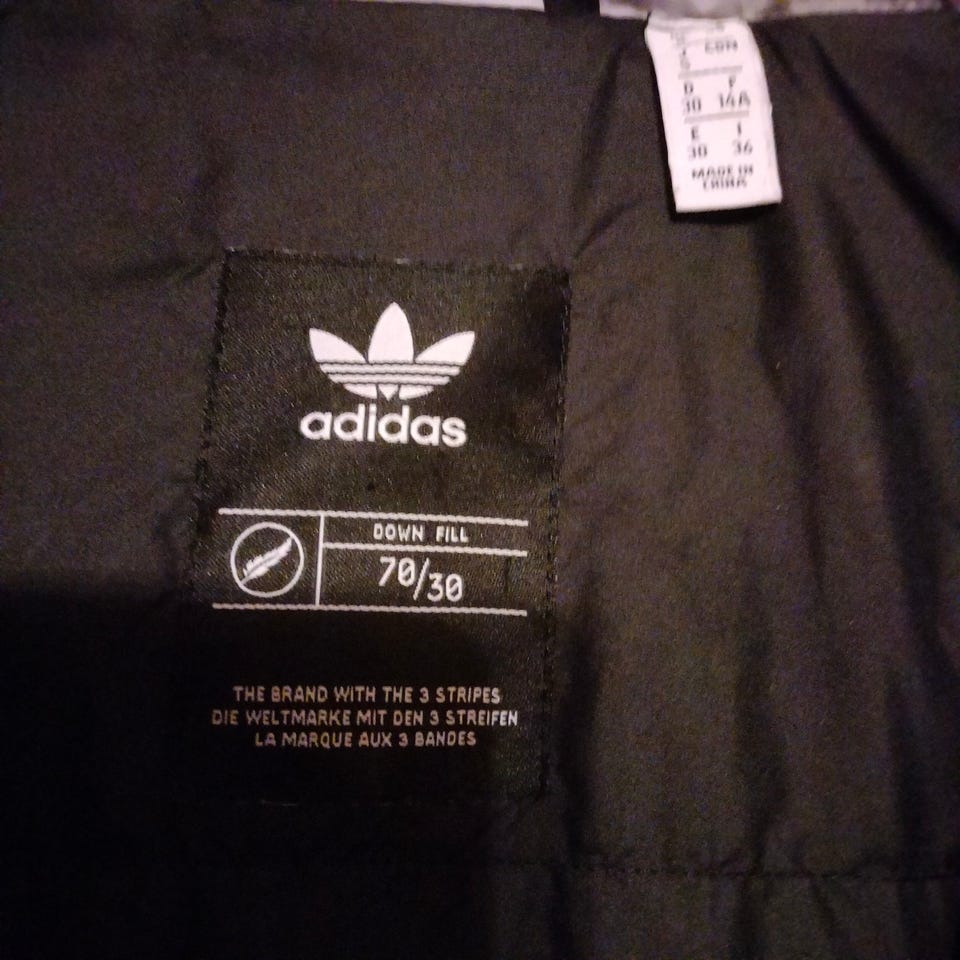 D F
30 14A
E I
30 36
MADE IN
CHINA
adidas
DOWN FILL
70/30
THE BRAND WITH THE 3 STRIPES
DIE WELTMARKE MIT DEN 3 STREIFEN
LA MARQUE AUX 3 BANDES